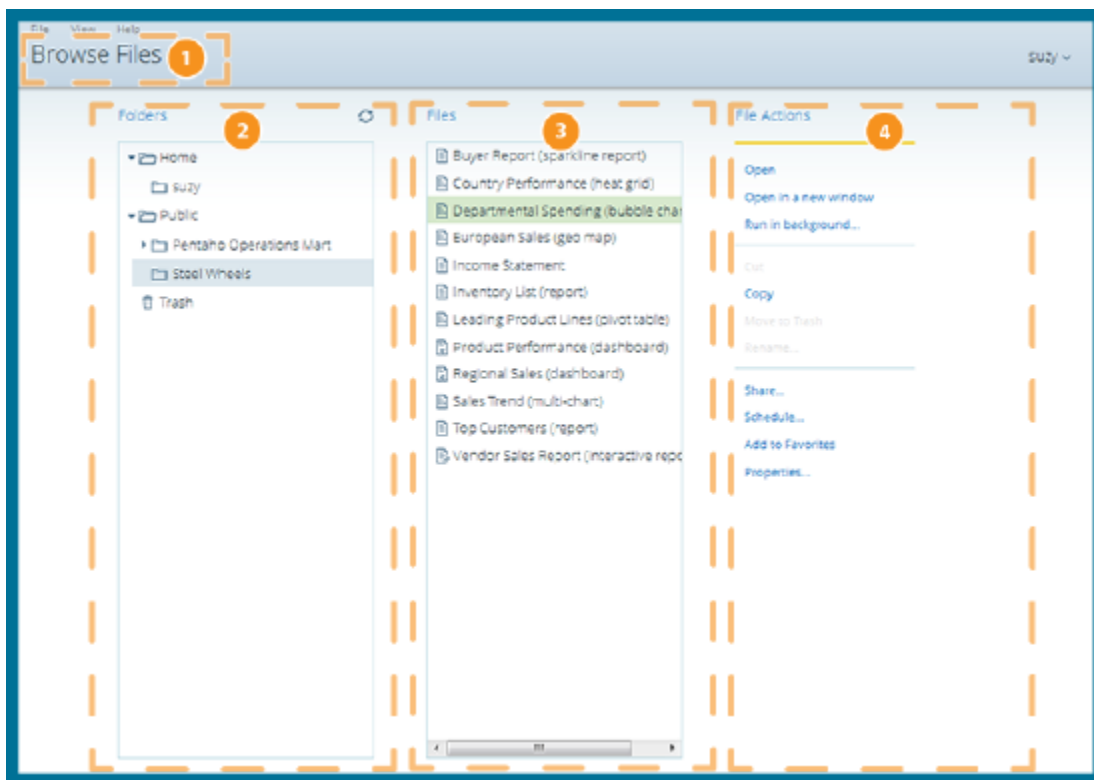 File View Help
Browse Files 1
suzy
Folders 2
Home
suzy
Public
Pentaho Operations Mart
Steel Wheels
Trash
Files 3
Buyer Report (sparkline report)
Country Performance (heat grid)
Departmental Spending (bubble char
European Sales (geo map)
Income Statement
Inventory List (report)
Leading Product Lines (pivot table)
Product Performance (dashboard)
Regional Sales (dashboard)
Sales Trend (multi-chart)
Top Customers (report)
Vendor Sales Report (interactive repo
File Actions 4
Open
Open in a new window
Run in background...
Cut
Copy
Move to Trash
Rename...
Share...
Schedule...
Add to Favorites
Properties...